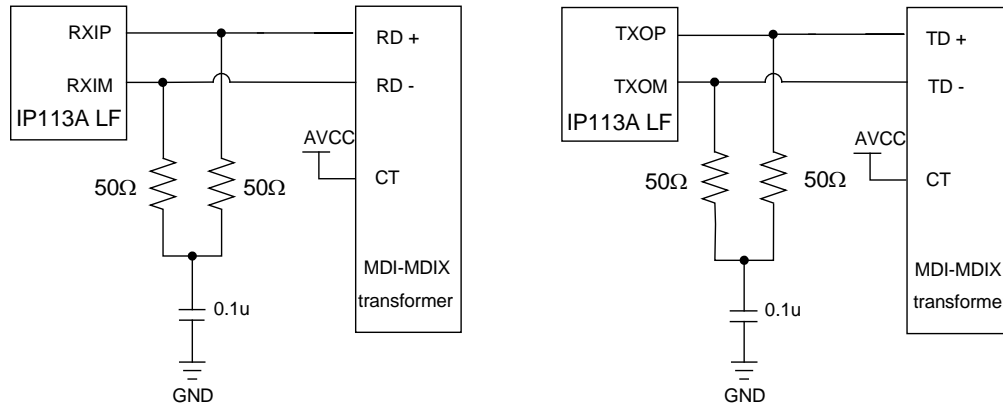 RXIP
RD +
RXIM
RD -
IP113A LF
AVCC
50Ω
50Ω
CT
MDI-MDIX
transformer
0.1u
GND
TXOP
TD +
TXOM
TD -
IP113A LF
AVCC
50Ω
50Ω
CT
MDI-MDIX
transforme
0.1u
GND